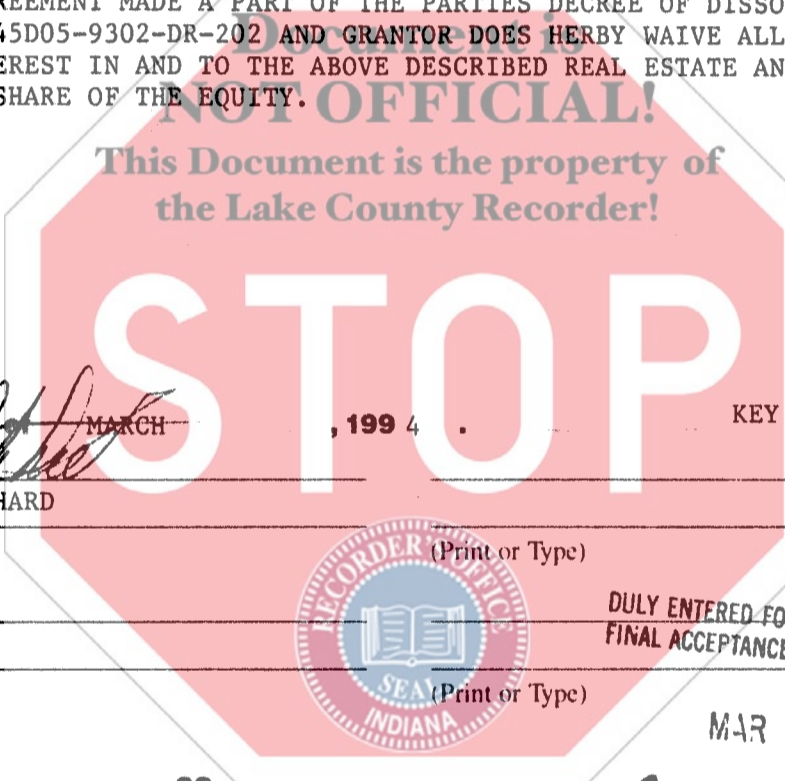 REEMENT MADE A PART OF THE PARTIES DECREE OF DISSO
Document is
45D05-9302-DR-202 AND GRANTOR DOES HERBY WAIVE ALL
EREST IN AND TO THE ABOVE DESCRIBED REAL ESTATE AN
SHARE OF THE EQUITY.
NOT OFFICIAL!
This Document is the property of
the Lake County Recorder!
STOP
of MARCH , 199 4 . KEY
HARD
(Print or Type)
RECORDER'S OFFICE
DULY ENTERED FO
FINAL ACCEPTANCE
SEAL
(Print or Type)
INDIANA
MAR